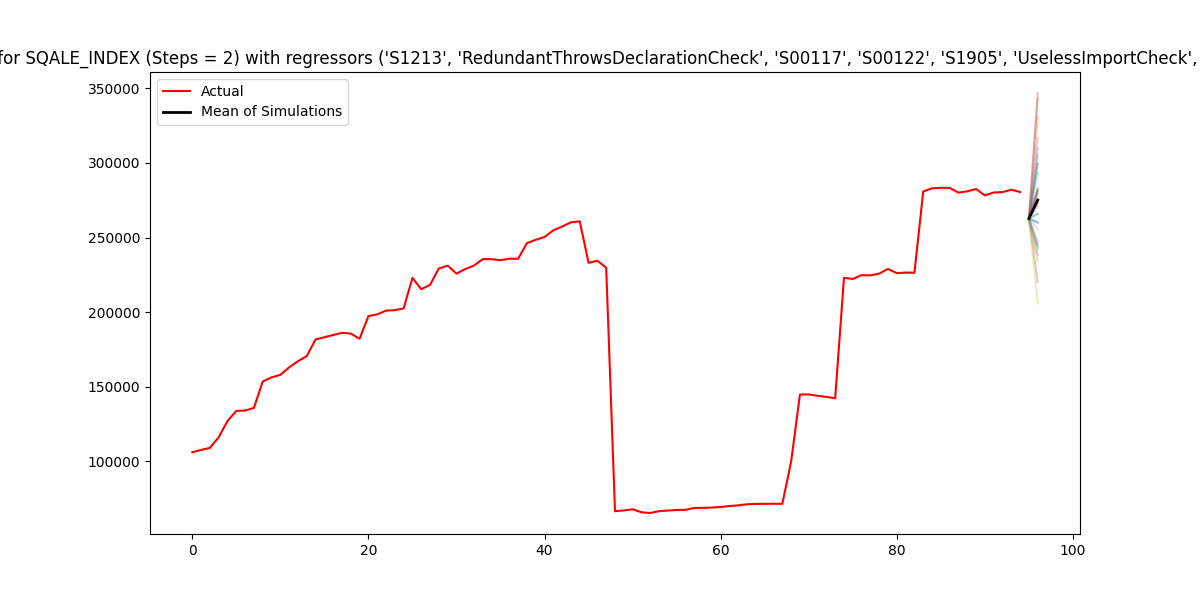 for SQALE_INDEX (Steps = 2) with regressors ('S1213', 'RedundantThrowsDeclarationCheck', 'S00117', 'S00122', 'S1905', 'UselessImportCheck',
Actual
Mean of Simulations
350000
300000
250000
200000
150000
100000
0 20 40 60 80 100